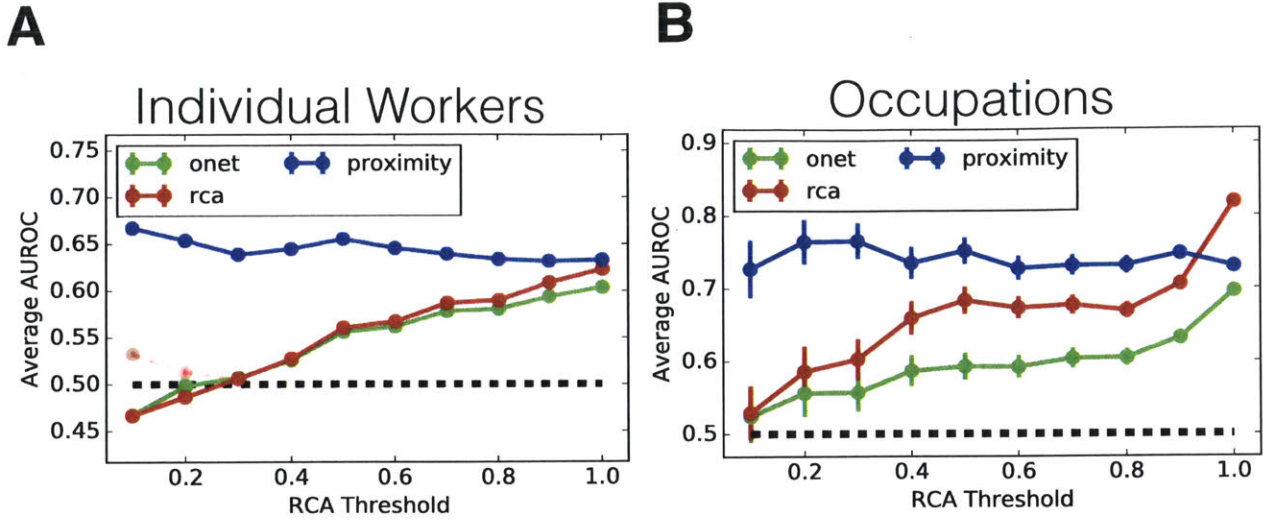 A
B
Individual Workers
Occupations
0.75
0.70
0.65
0.60
0.55
0.50
0.45
Average AUROC
onet
proximity
rca
0.2
0.4
0.6
0.8
1.0
RCA Threshold
0.9
0.8
0.7
0.6
0.5
Average AUROC
onet
proximity
rca
0.2
0.4
0.6
0.8
1.0
RCA Threshold